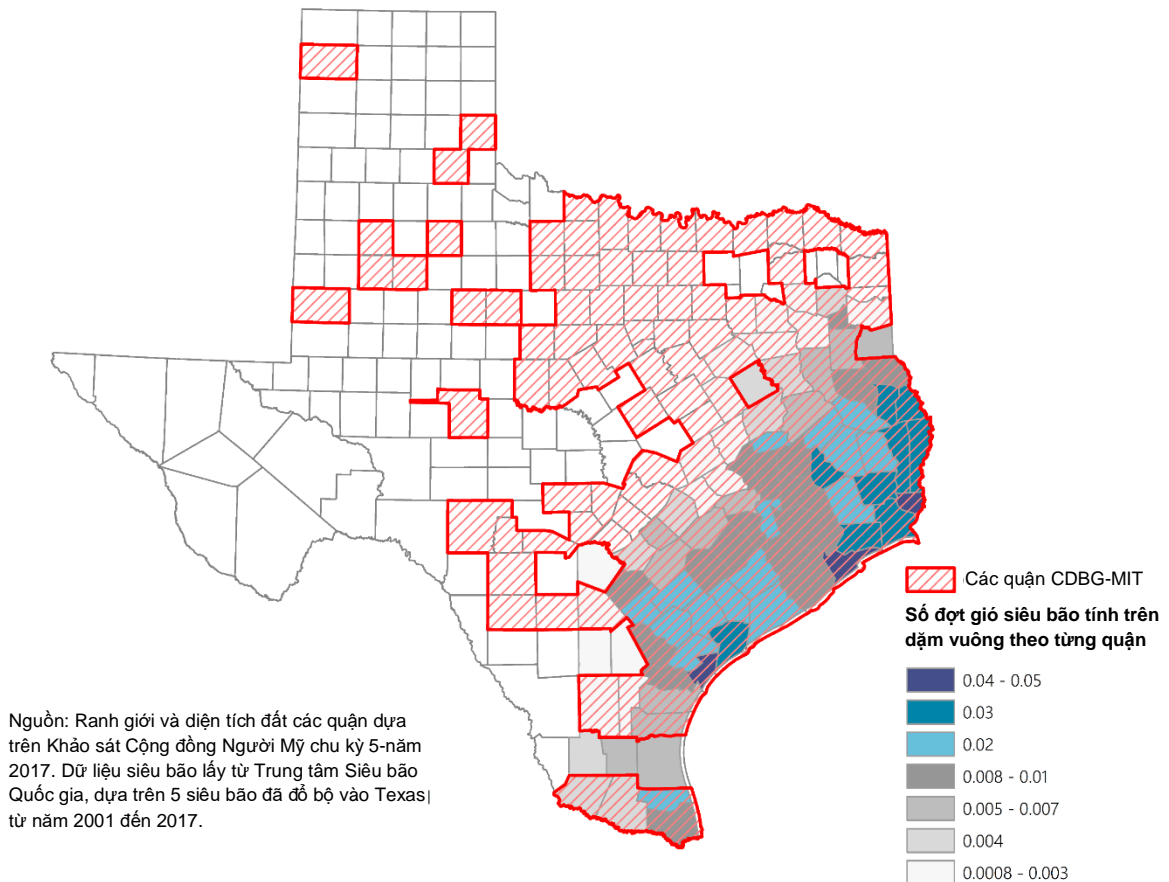 Các quận CDBG-MIT
Số đợt gió siêu bão tính trên
dặm vuông theo từng quận
0.04 - 0.05
0.03
0.02
0.008 - 0.01
0.005 - 0.007
0.004
0.0008 - 0.003
Nguồn: Ranh giới và diện tích đất các quận dựa
trên Khảo sát Cộng đồng Người Mỹ chu kỳ 5-năm
2017. Dữ liệu siêu bão lấy từ Trung tâm Siêu bão
Quốc gia, dựa trên 5 siêu bão đã đổ bộ vào Texas
từ năm 2001 đến 2017.